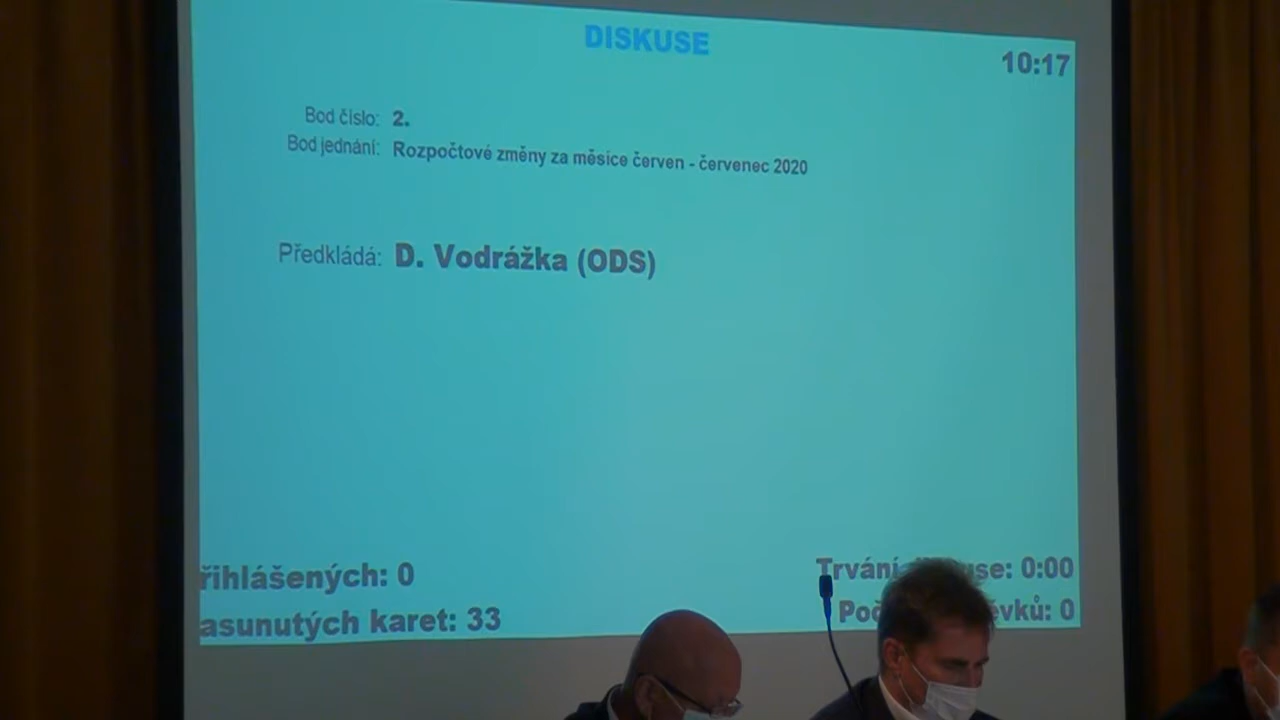 DISKUSE
10:17
Bod číslo: 2.
Bod jednání: Rozpočtové změny za měsíce červen - červenec 2020
Předkládá: D. Vodrážka (ODS)
řihlášených: 0
Trvání use: 0:00
asunutých karet: 33
Poč ěvků: 0